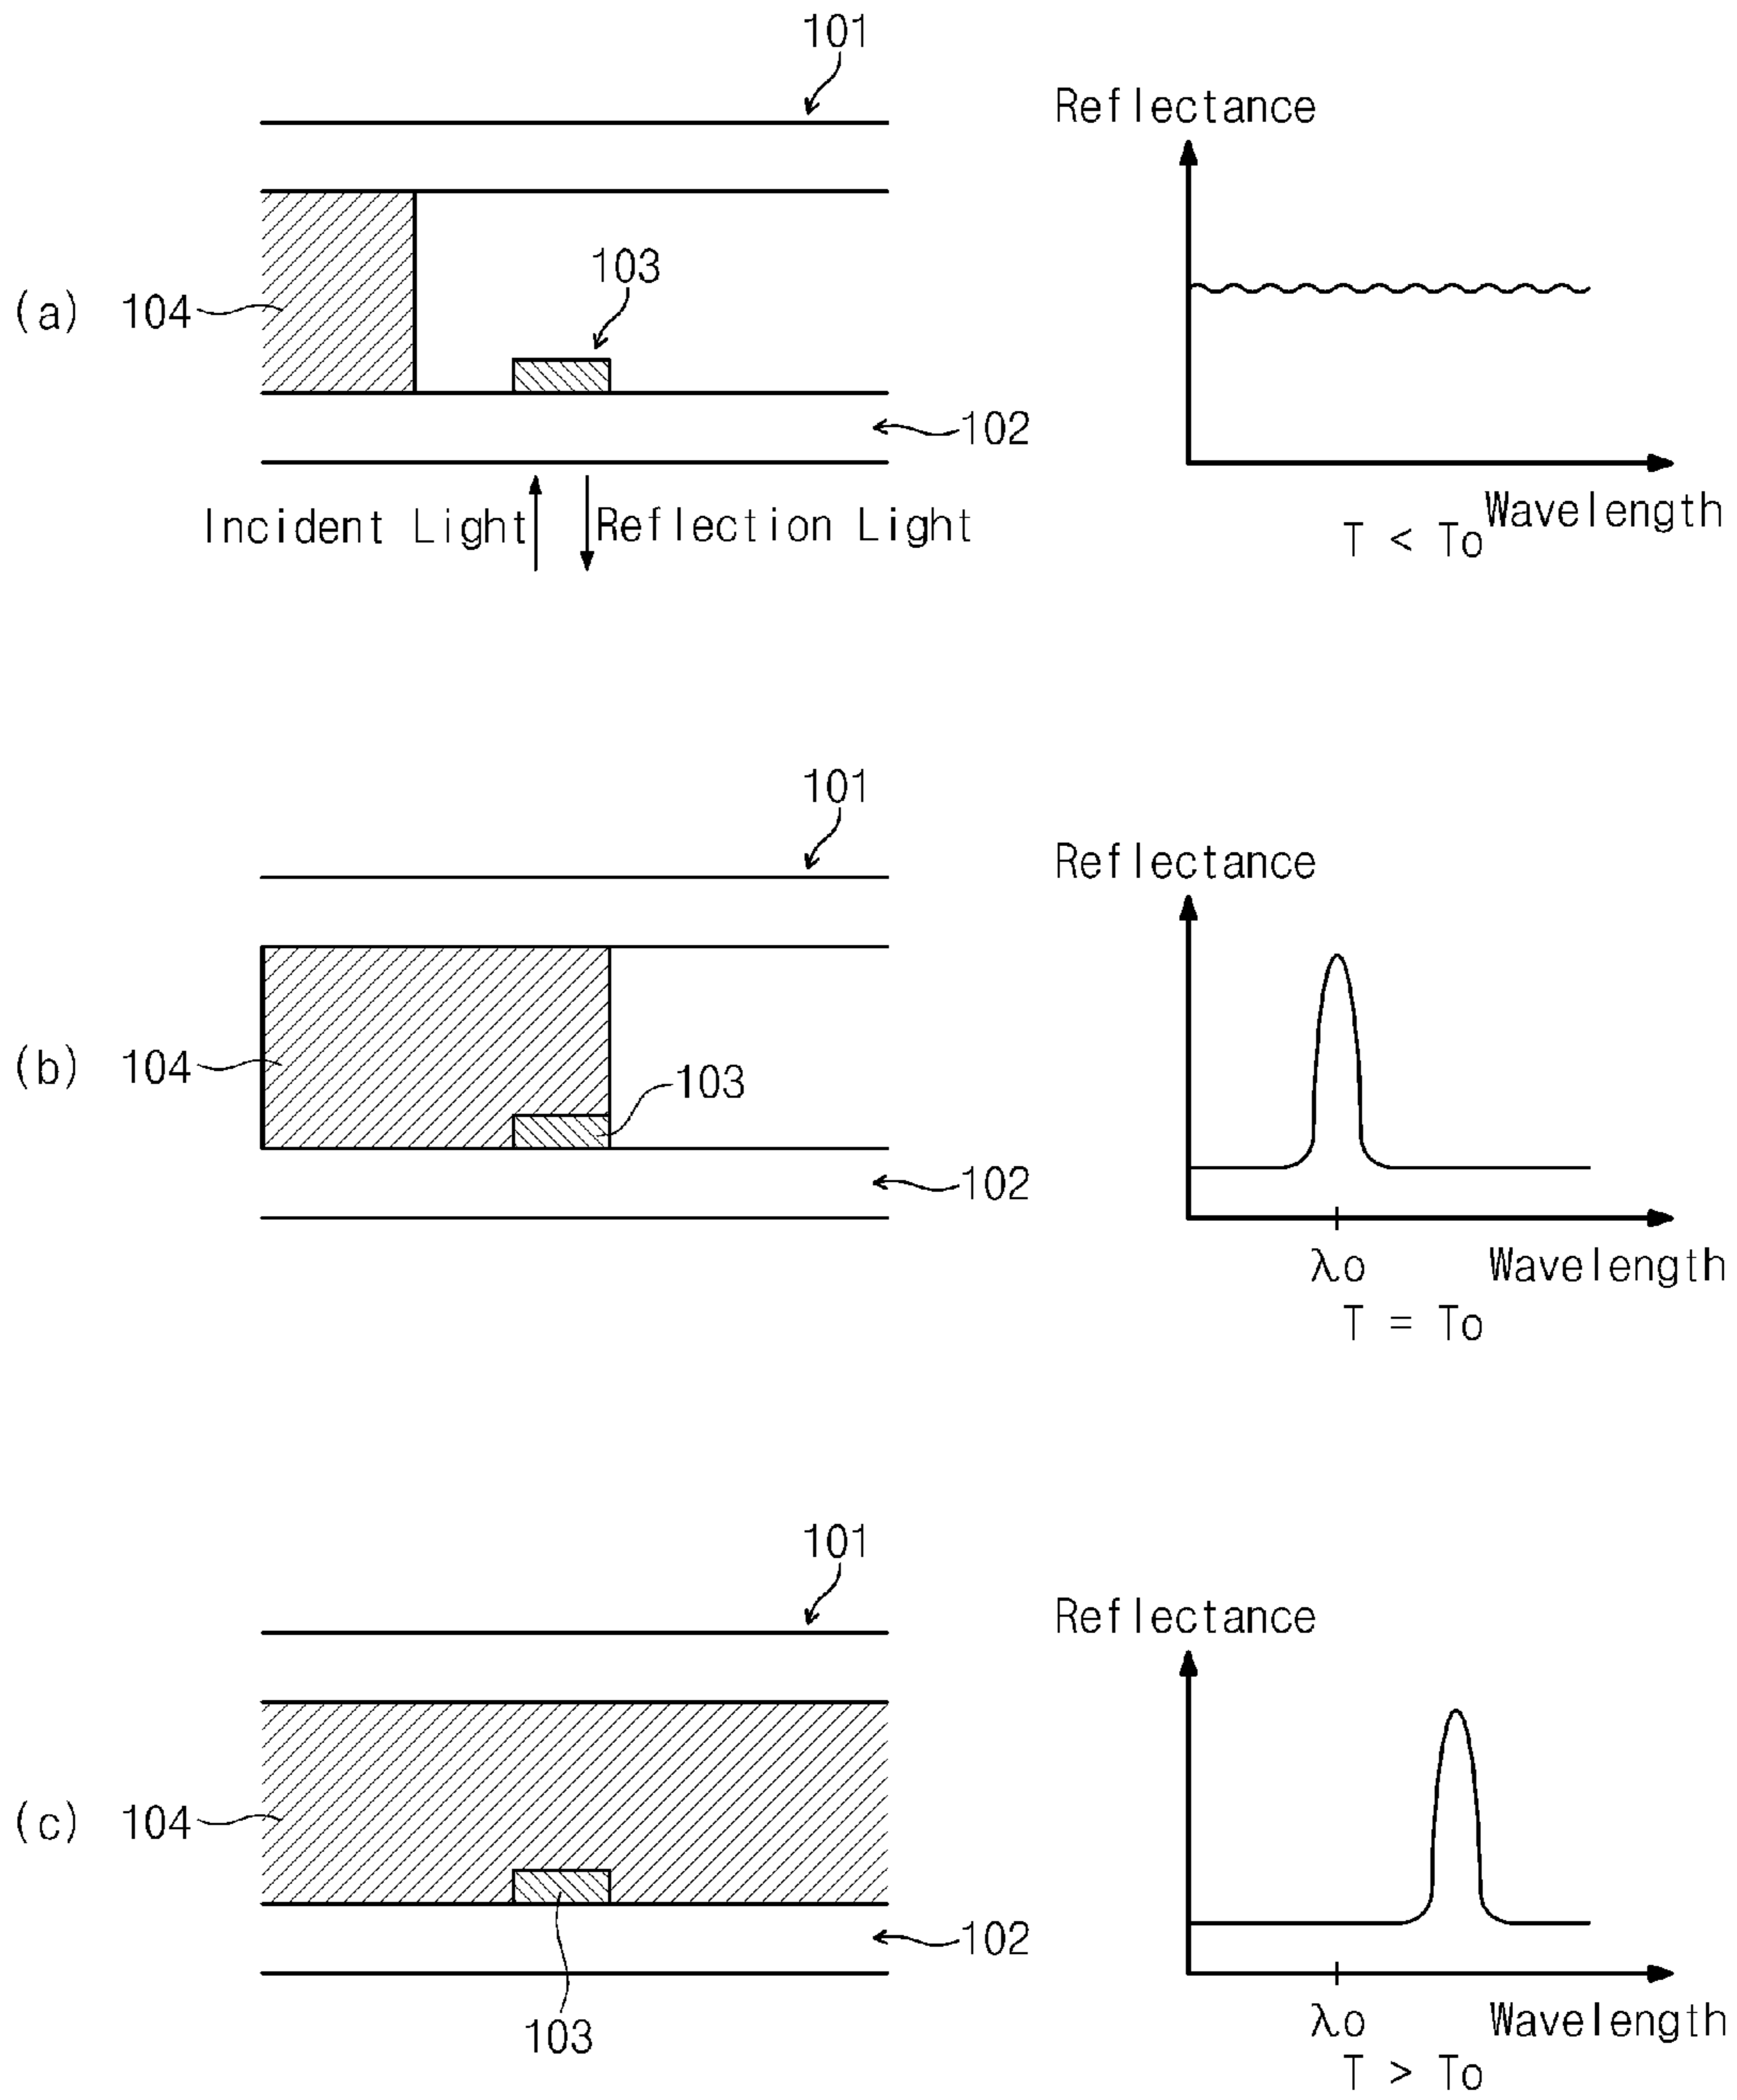 101
Reflectance
103
(a) 104
102
Incident Light
Reflection Light
Wavelength
T < To
101
Reflectance
(b) 104
103
102
λo
Wavelength
T = To
101
Reflectance
(c) 104
102
103
λo
Wavelength
T > To